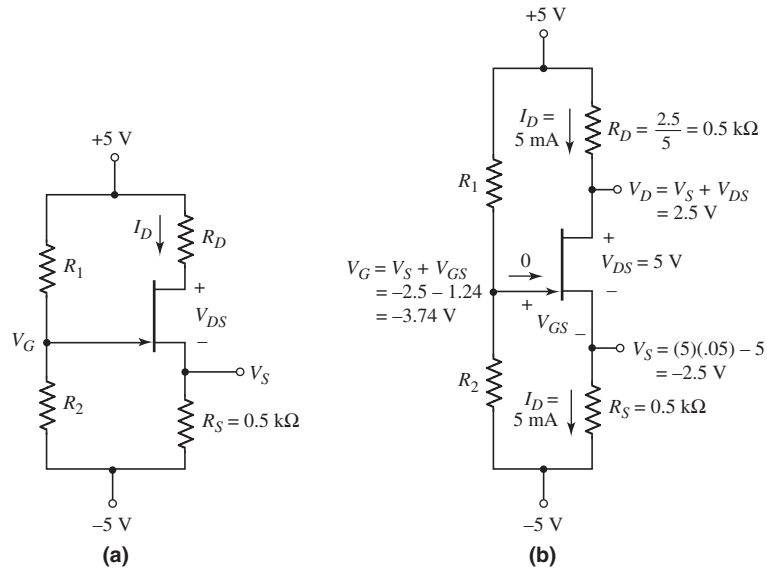 +5 V
I_D
R_D
R_1
+
V_DS
V_G
–
V_S
R_2
R_S = 0.5 kΩ
–5 V
(a)
+5 V
I_D =
5 mA
R_D = 2.5/5 = 0.5 kΩ
R_1
V_D = V_S + V_DS
= 2.5 V
0
+
V_G = V_S + V_GS
= –2.5 – 1.24
= –3.74 V
V_DS = 5 V
+
–
V_GS
–
V_S = (5)(.05) – 5
= –2.5 V
R_2
I_D =
5 mA
R_S = 0.5 kΩ
–5 V
(b)